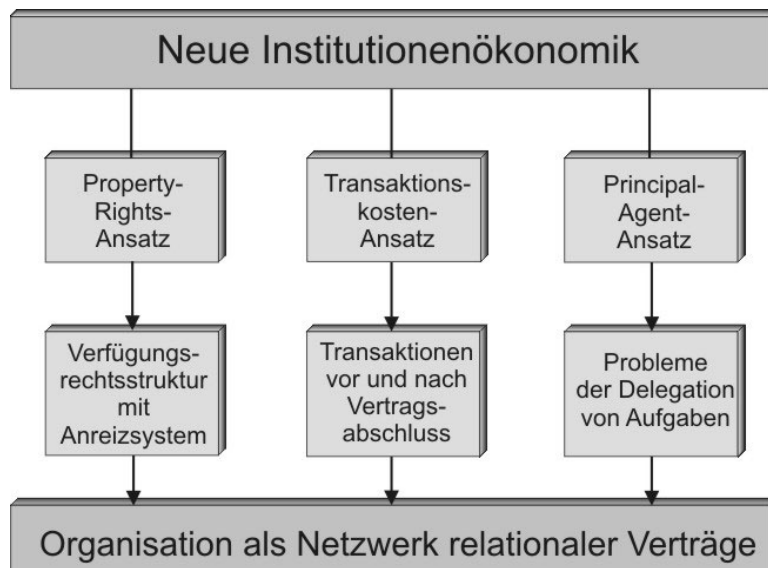 Neue Institutionenökonomik
Property-
Rights-
Ansatz
Transaktions-
kosten-
Ansatz
Principal-
Agent-
Ansatz
Verfügungs-
rechtsstruktur
mit
Anreizsystem
Transaktionen
vor und nach
Vertrags-
abschluss
Probleme
der Delegation
von Aufgaben
Organisation als Netzwerk relationaler Verträge